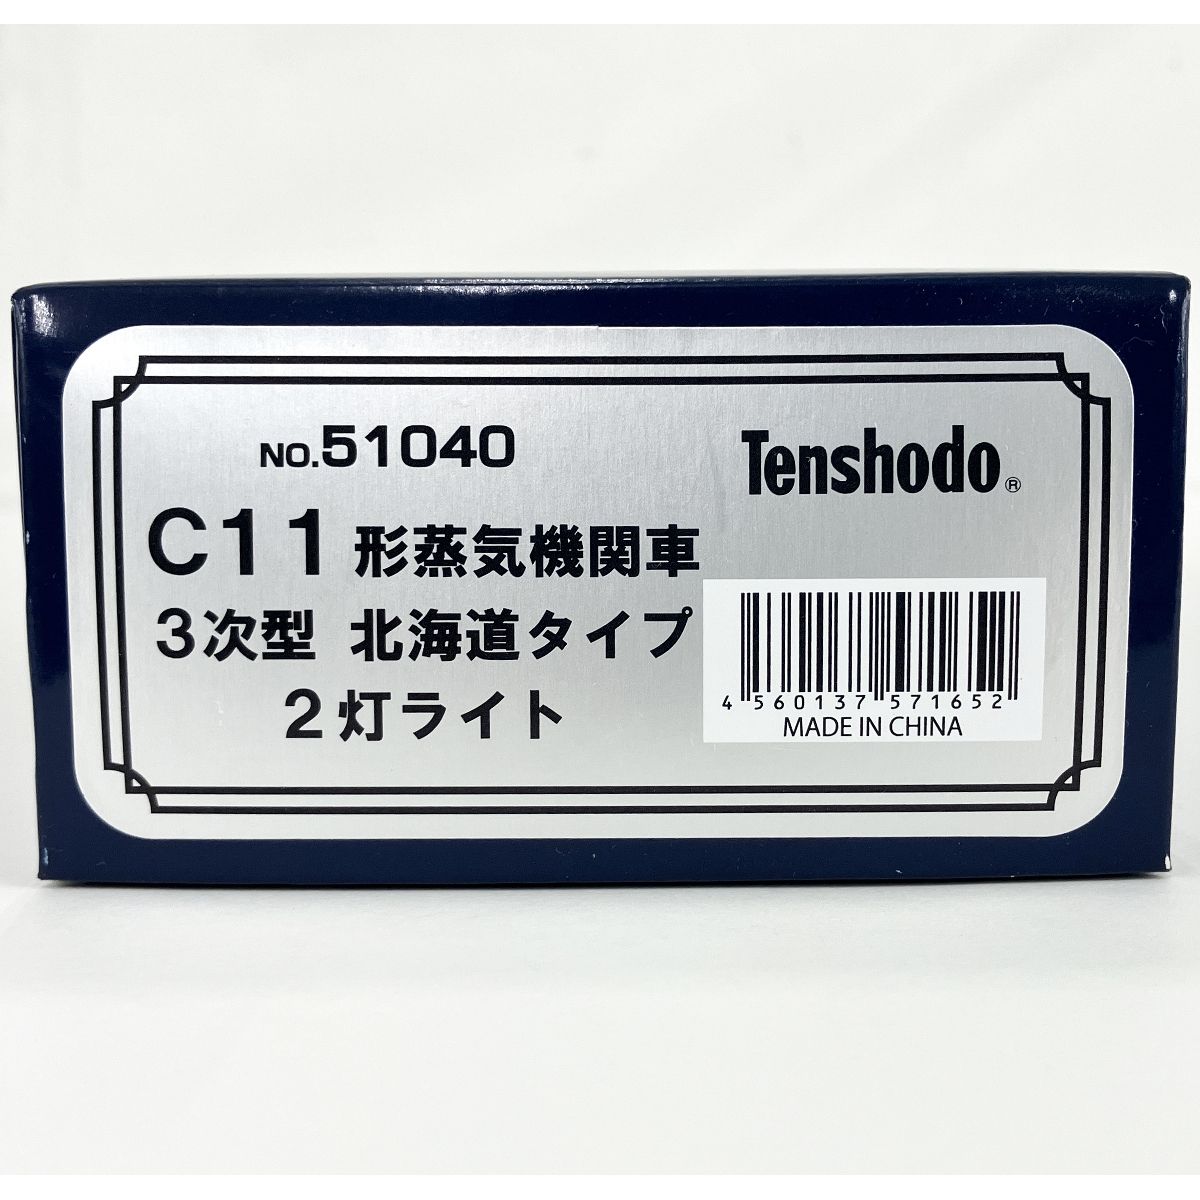 NO.51040
Tenshodo®
C11 形蒸気機関車
3次型 北海道タイプ
2灯ライト
4 560137 571652
MADE IN CHINA